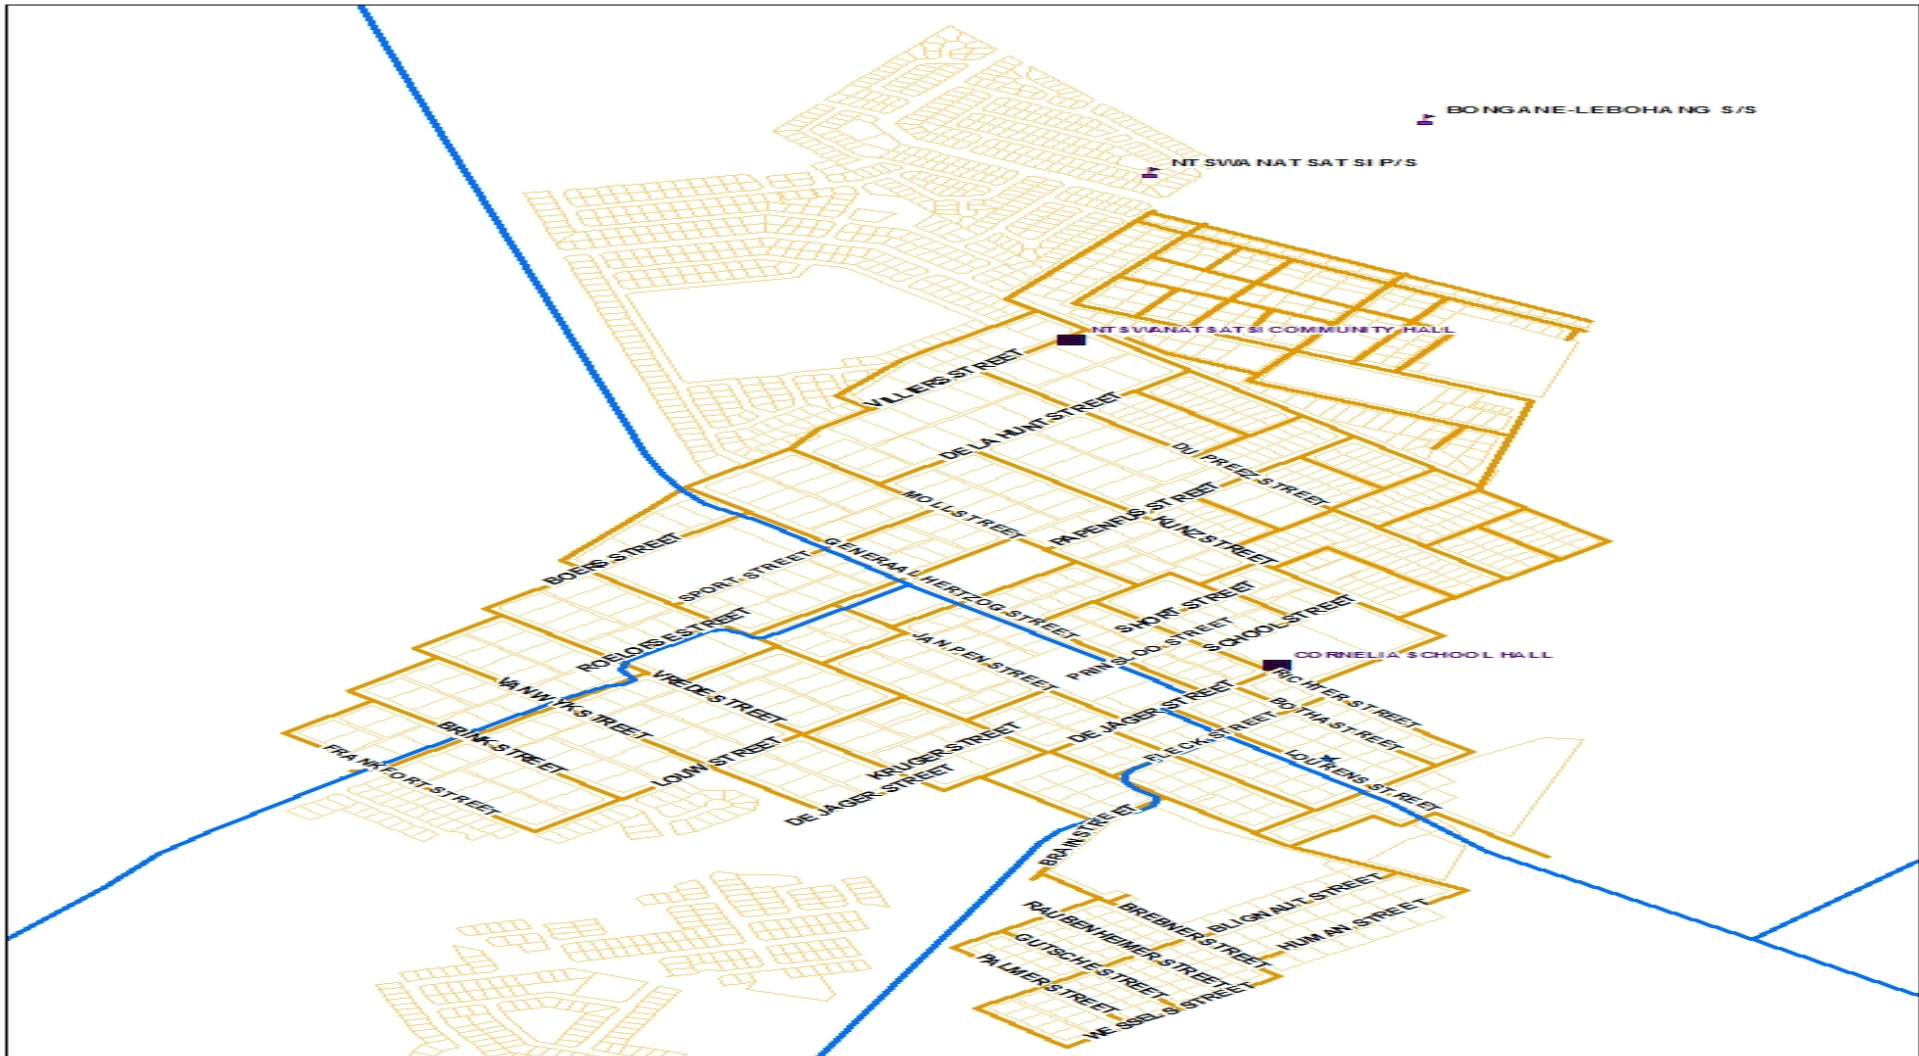 BONGANE-LEBOHANG S/S
NTSWANATSATSI P/S
NTSWANATSATSI COMMUNITY HALL
VILLIERS STREET
DE LA HUNT STREET
DU PREEZ STREET
MOLL STREET
PAPENFUS STREET
KUNZ STREET
BOERS STREET
SPORT STREET
GENERAAL HERTZOG STREET
SHORT STREET
PRINSLOO STREET
SCHOOL STREET
ROELOFSE STREET
JAN PEN STREET
CORNELIA SCHOOL HALL
RICHTER STREET
VAN WYK STREET
VREDE STREET
DE JAGER STREET
BOTHA STREET
FLECK STREET
BRINK STREET
LOUW STREET
KRUGER STREET
FRANKFORT STREET
DE JAGER STREET
LOURENS STREET
BRAIN STREET
BLIGNAUT STREET
BREBNER STREET
RAUBENHEIMER STREET
HUMAN STREET
GUTSCHE STREET
PALMER STREET
WESSELS STREET